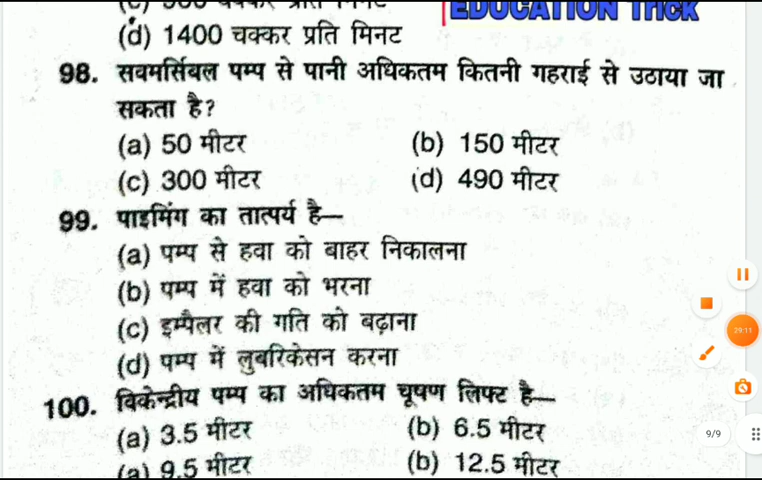 EDUCATION Trick
(d) 1400 चक्कर प्रति मिनट
98. सवमर्सिबल पम्प से पानी अधिकतम कितनी गहराई से उठाया जा
सकता है?
(a) 50 मीटर (b) 150 मीटर
(c) 300 मीटर (d) 490 मीटर
99. पाइमिंग का तात्पर्य है—
(a) पम्प से हवा को बाहर निकालना
(b) पम्प में हवा को भरना
(c) इम्पैलर की गति को बढ़ाना
(d) पम्प में लुबरिकेसन करना
100. विकेन्द्रीय पम्प का अधिकतम चूषण लिफ्ट है—
(a) 3.5 मीटर (b) 6.5 मीटर
(a) 9.5 मीटर (b) 12.5 मीटर
29:11
9/9